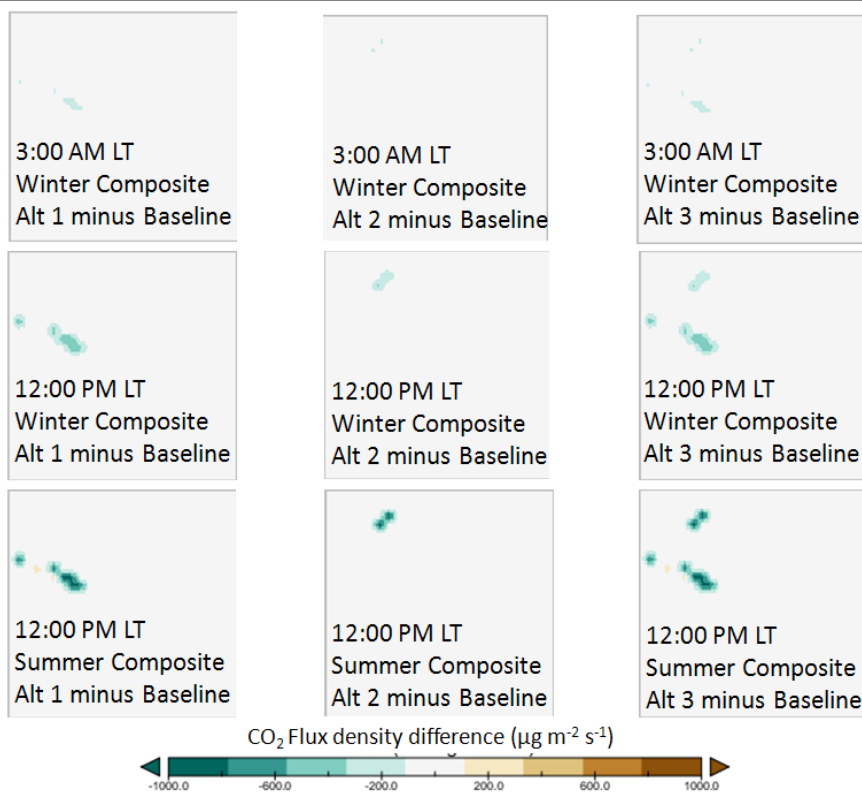 3:00 AM LT
Winter Composite
Alt 1 minus Baseline
3:00 AM LT
Winter Composite
Alt 2 minus Baseline
3:00 AM LT
Winter Composite
Alt 3 minus Baseline
12:00 PM LT
Winter Composite
Alt 1 minus Baseline
12:00 PM LT
Winter Composite
Alt 2 minus Baseline
12:00 PM LT
Winter Composite
Alt 3 minus Baseline
12:00 PM LT
Summer Composite
Alt 1 minus Baseline
12:00 PM LT
Summer Composite
Alt 2 minus Baseline
12:00 PM LT
Summer Composite
Alt 3 minus Baseline
CO₂ Flux density difference (µg m⁻² s⁻¹)
-1000.0 -600.0 -200.0 200.0 600.0 1000.0